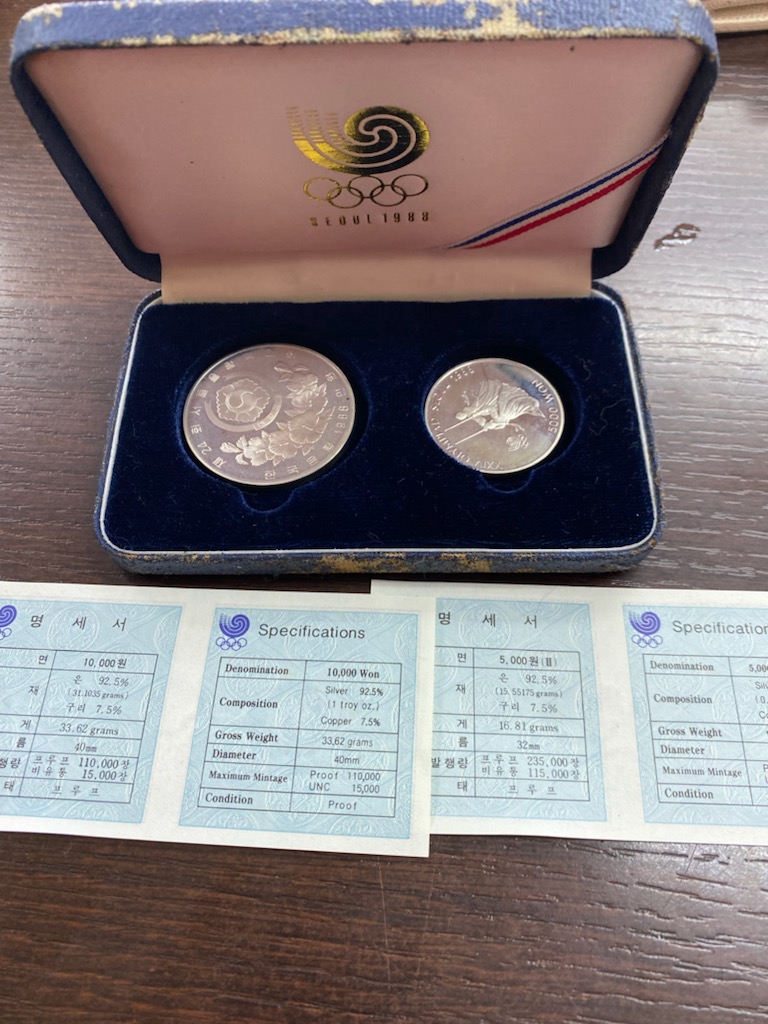 SEOUL 1988
5000
WON
명 세 서
면 10,000원
재 은 92.5%
(31.1035 grams)
구리 7.5%
게 33.62 grams
름 40mm
행량 프루프 110,000장
비유통 15,000장
태 프루프
Specifications
Denomination 10,000 Won
Composition Silver 92.5%
(1 troy oz.)
Copper 7.5%
Gross Weight 33.62 grams
Diameter 40mm
Maximum Mintage Proof 110,000
UNC 15,000
Condition Proof
명 세 서
면 5,000원(Ⅱ)
재 은 92.5%
(15.55175 grams)
구리 7.5%
게 16.81 grams
름 32mm
발행량 프루프 235,000장
비유통 115,000장
태 프루프
Specification
Denomination
Composition
Gross Weight
Diameter
Maximum Mintage
Condition